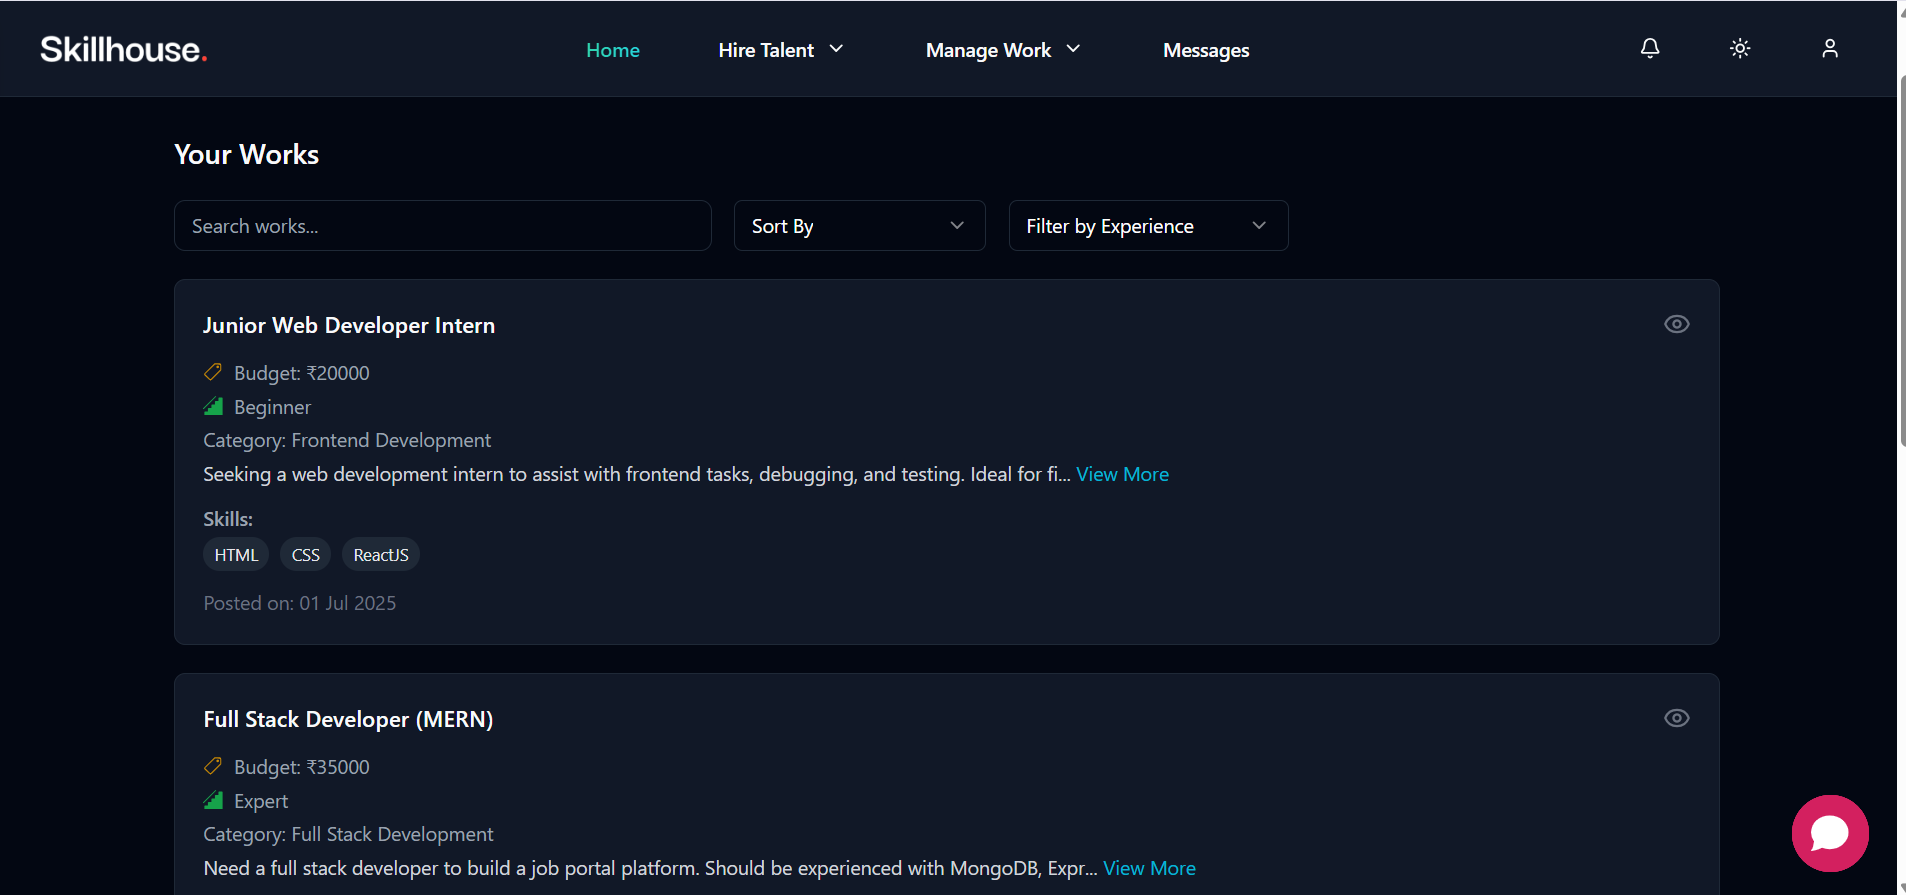 Skillhouse.
Home
Hire Talent
Manage Work
Messages
Your Works
Search works...
Sort By
Filter by Experience
Junior Web Developer Intern
Budget: ₹20000
Beginner
Category: Frontend Development
Seeking a web development intern to assist with frontend tasks, debugging, and testing. Ideal for fi... View More
Skills:
HTML
CSS
ReactJS
Posted on: 01 Jul 2025
Full Stack Developer (MERN)
Budget: ₹35000
Expert
Category: Full Stack Development
Need a full stack developer to build a job portal platform. Should be experienced with MongoDB, Expr... View More